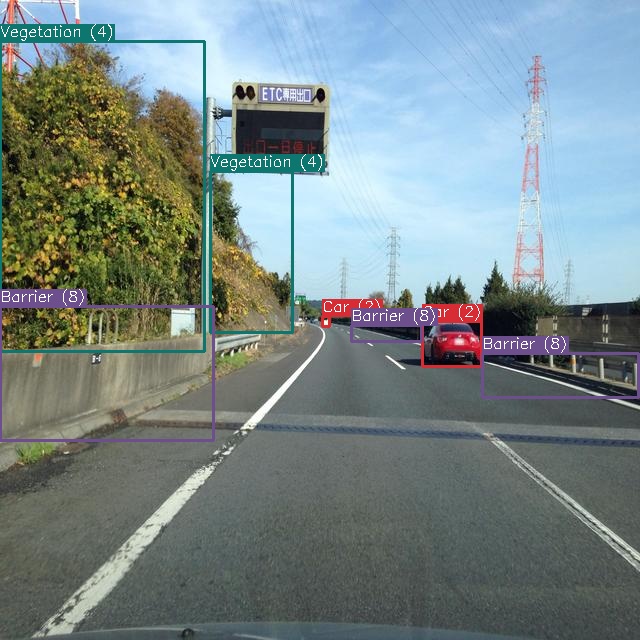 Vegetation (4)
ETC専用出口
出口一旦停止
Vegetation (4)
Barrier (8)
Car (2)
Barrier (8)
Car (2)
Barrier (8)